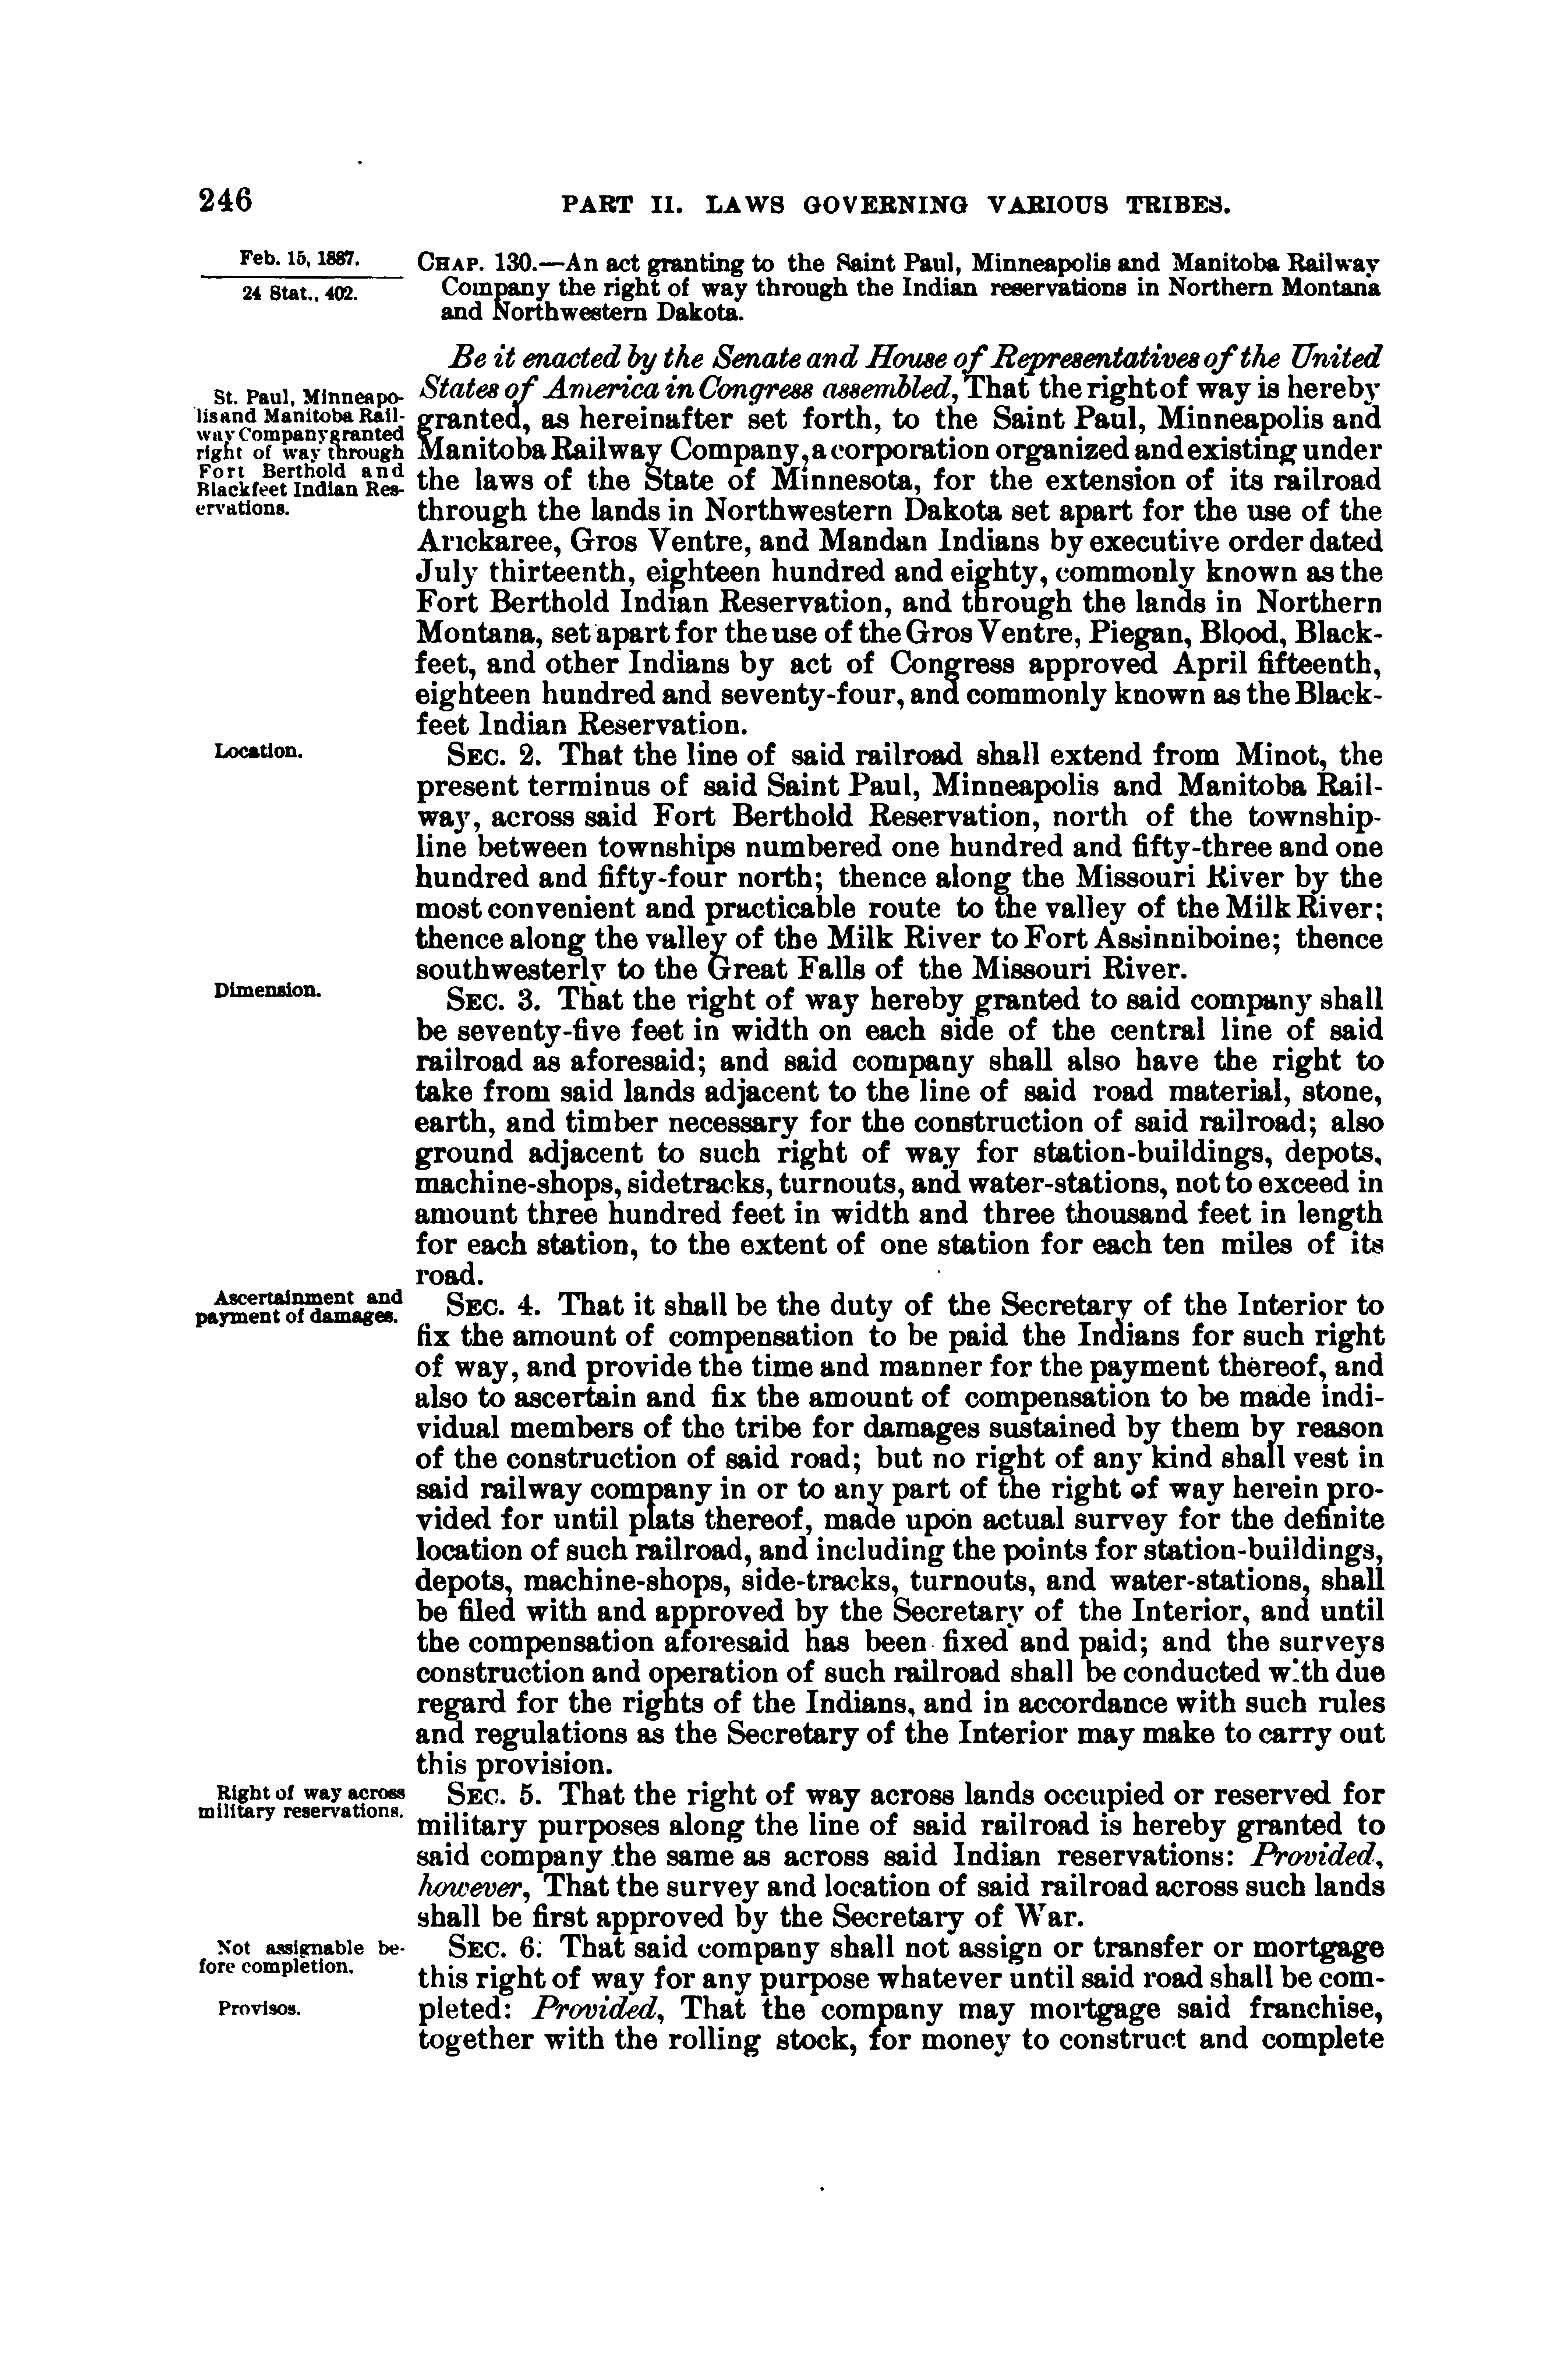 246
PART II. LAWS GOVERNING VARIOUS TRIBES.
Feb. 15, 1887.
24 Stat., 402.
CHAP. 130.—An act granting to the Saint Paul, Minneapolis and Manitoba Railway
Company the right of way through the Indian reservations in Northern Montana
and Northwestern Dakota.
Be it enacted by the Senate and House of Representatives of the United
St. Paul, Minneapo-
lis and Manitoba Rail-
way Company granted
right of way through
Fort Berthold and
Blackfeet Indian Res-
ervations.
States of America in Congress assembled, That the right of way is hereby
granted, as hereinafter set forth, to the Saint Paul, Minneapolis and
Manitoba Railway Company, a corporation organized and existing under
the laws of the State of Minnesota, for the extension of its railroad
through the lands in Northwestern Dakota set apart for the use of the
Arickaree, Gros Ventre, and Mandan Indians by executive order dated
July thirteenth, eighteen hundred and eighty, commonly known as the
Fort Berthold Indian Reservation, and through the lands in Northern
Montana, set apart for the use of the Gros Ventre, Piegan, Blood, Black-
feet, and other Indians by act of Congress approved April fifteenth,
eighteen hundred and seventy-four, and commonly known as the Black-
feet Indian Reservation.
Location.
SEC. 2. That the line of said railroad shall extend from Minot, the
present terminus of said Saint Paul, Minneapolis and Manitoba Rail-
way, across said Fort Berthold Reservation, north of the township-
line between townships numbered one hundred and fifty-three and one
hundred and fifty-four north; thence along the Missouri River by the
most convenient and practicable route to the valley of the Milk River;
thence along the valley of the Milk River to Fort Assinniboine; thence
southwesterly to the Great Falls of the Missouri River.
Dimension.
SEC. 3. That the right of way hereby granted to said company shall
be seventy-five feet in width on each side of the central line of said
railroad as aforesaid; and said company shall also have the right to
take from said lands adjacent to the line of said road material, stone,
earth, and timber necessary for the construction of said railroad; also
ground adjacent to such right of way for station-buildings, depots,
machine-shops, sidetracks, turnouts, and water-stations, not to exceed in
amount three hundred feet in width and three thousand feet in length
for each station, to the extent of one station for each ten miles of its
road.
Ascertainment and
payment of damages.
SEC. 4. That it shall be the duty of the Secretary of the Interior to
fix the amount of compensation to be paid the Indians for such right
of way, and provide the time and manner for the payment thereof, and
also to ascertain and fix the amount of compensation to be made indi-
vidual members of the tribe for damages sustained by them by reason
of the construction of said road; but no right of any kind shall vest in
said railway company in or to any part of the right of way herein pro-
vided for until plats thereof, made upon actual survey for the definite
location of such railroad, and including the points for station-buildings,
depots, machine-shops, side-tracks, turnouts, and water-stations, shall
be filed with and approved by the Secretary of the Interior, and until
the compensation aforesaid has been fixed and paid; and the surveys
construction and operation of such railroad shall be conducted with due
regard for the rights of the Indians, and in accordance with such rules
and regulations as the Secretary of the Interior may make to carry out
this provision.
Right of way across
military reservations.
SEC. 5. That the right of way across lands occupied or reserved for
military purposes along the line of said railroad is hereby granted to
said company the same as across said Indian reservations: Provided,
however, That the survey and location of said railroad across such lands
shall be first approved by the Secretary of War.
Not assignable be-
fore completion.
SEC. 6. That said company shall not assign or transfer or mortgage
this right of way for any purpose whatever until said road shall be com-
Provisos.
pleted: Provided, That the company may mortgage said franchise,
together with the rolling stock, for money to construct and complete